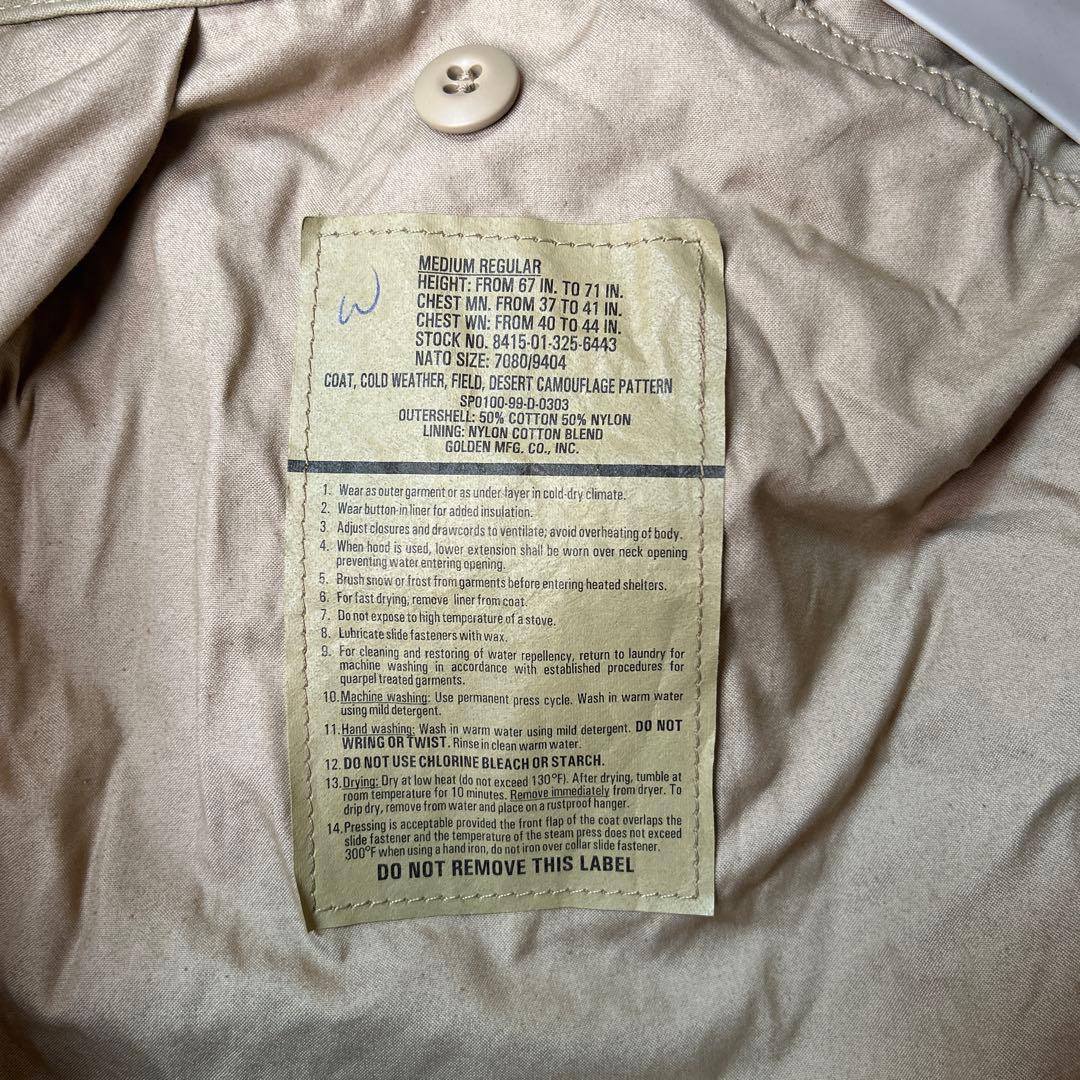 W
MEDIUM REGULAR
HEIGHT: FROM 67 IN. TO 71 IN.
CHEST MN. FROM 37 TO 41 IN.
CHEST WN: FROM 40 TO 44 IN.
STOCK NO. 8415-01-325-6443
NATO SIZE: 7080/9404
COAT, COLD WEATHER, FIELD, DESERT CAMOUFLAGE PATTERN
SP0100-99-D-0303
OUTERSHELL: 50% COTTON 50% NYLON
LINING: NYLON COTTON BLEND
GOLDEN MFG. CO., INC.
1. Wear as outer garment or as under-layer in cold-dry climate.
2. Wear button-in liner for added insulation.
3. Adjust closures and drawcords to ventilate; avoid overheating of body.
4. When hood is used, lower extension shall be worn over neck opening
preventing water entering opening.
5. Brush snow or frost from garments before entering heated shelters.
6. For fast drying, remove liner from coat.
7. Do not expose to high temperature of a stove.
8. Lubricate slide fasteners with wax.
9. For cleaning and restoring of water repellency, return to laundry for
machine washing in accordance with established procedures for
quarpel treated garments.
10. Machine washing: Use permanent press cycle. Wash in warm water
using mild detergent.
11. Hand washing: Wash in warm water using mild detergent. DO NOT
WRING OR TWIST. Rinse in clean warm water.
12. DO NOT USE CHLORINE BLEACH OR STARCH.
13. Drying: Dry at low heat (do not exceed 130°F). After drying, tumble at
room temperature for 10 minutes. Remove immediately from dryer. To
drip dry, remove from water and place on a rustproof hanger.
14. Pressing is acceptable provided the front flap of the coat overlaps the
slide fastener and the temperature of the steam press does not exceed
300°F when using a hand iron, do not iron over collar slide fastener.
DO NOT REMOVE THIS LABEL